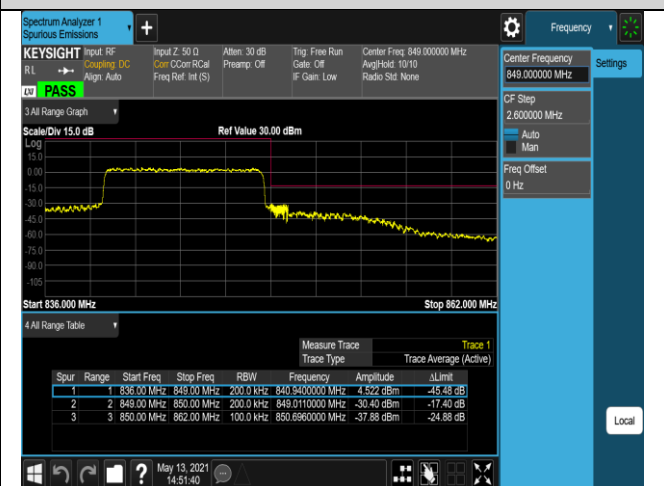 Spectrum Analyzer 1
Spurious Emissions
Frequency
KEYSIGHT Input: RF Input Z: 50 Ω Atten: 30 dB Trig: Free Run Center Freq: 849.000000 MHz
RL Coupling: DC Corr CCorr RCal Preamp: Off Gate: Off Avg|Hold: 10/10
Align: Auto Freq Ref: Int (S) IF Gain: Low Radio Std: None
LXI PASS
Center Frequency
849.000000 MHz
Settings
CF Step
2.600000 MHz
Auto
Man
Freq Offset
0 Hz
3 All Range Graph
Scale/Div 15.0 dB Ref Value 30.00 dBm
Log
15.0
0.00
-15.0
-30.0
-45.0
-60.0
-75.0
-90.0
-105
Start 836.000 MHz Stop 862.000 MHz
4 All Range Table
Measure Trace Trace 1
Trace Type Trace Average (Active)
Spur Range Start Freq Stop Freq RBW Frequency Amplitude ΔLimit
1 1 836.00 MHz 849.00 MHz 200.0 kHz 840.9400000 MHz 4.522 dBm -45.48 dB
2 2 849.00 MHz 850.00 MHz 200.0 kHz 849.0110000 MHz -30.40 dBm -17.40 dB
3 3 850.00 MHz 862.00 MHz 100.0 kHz 850.6960000 MHz -37.88 dBm -24.88 dB
Local
May 13, 2021
14:51:40